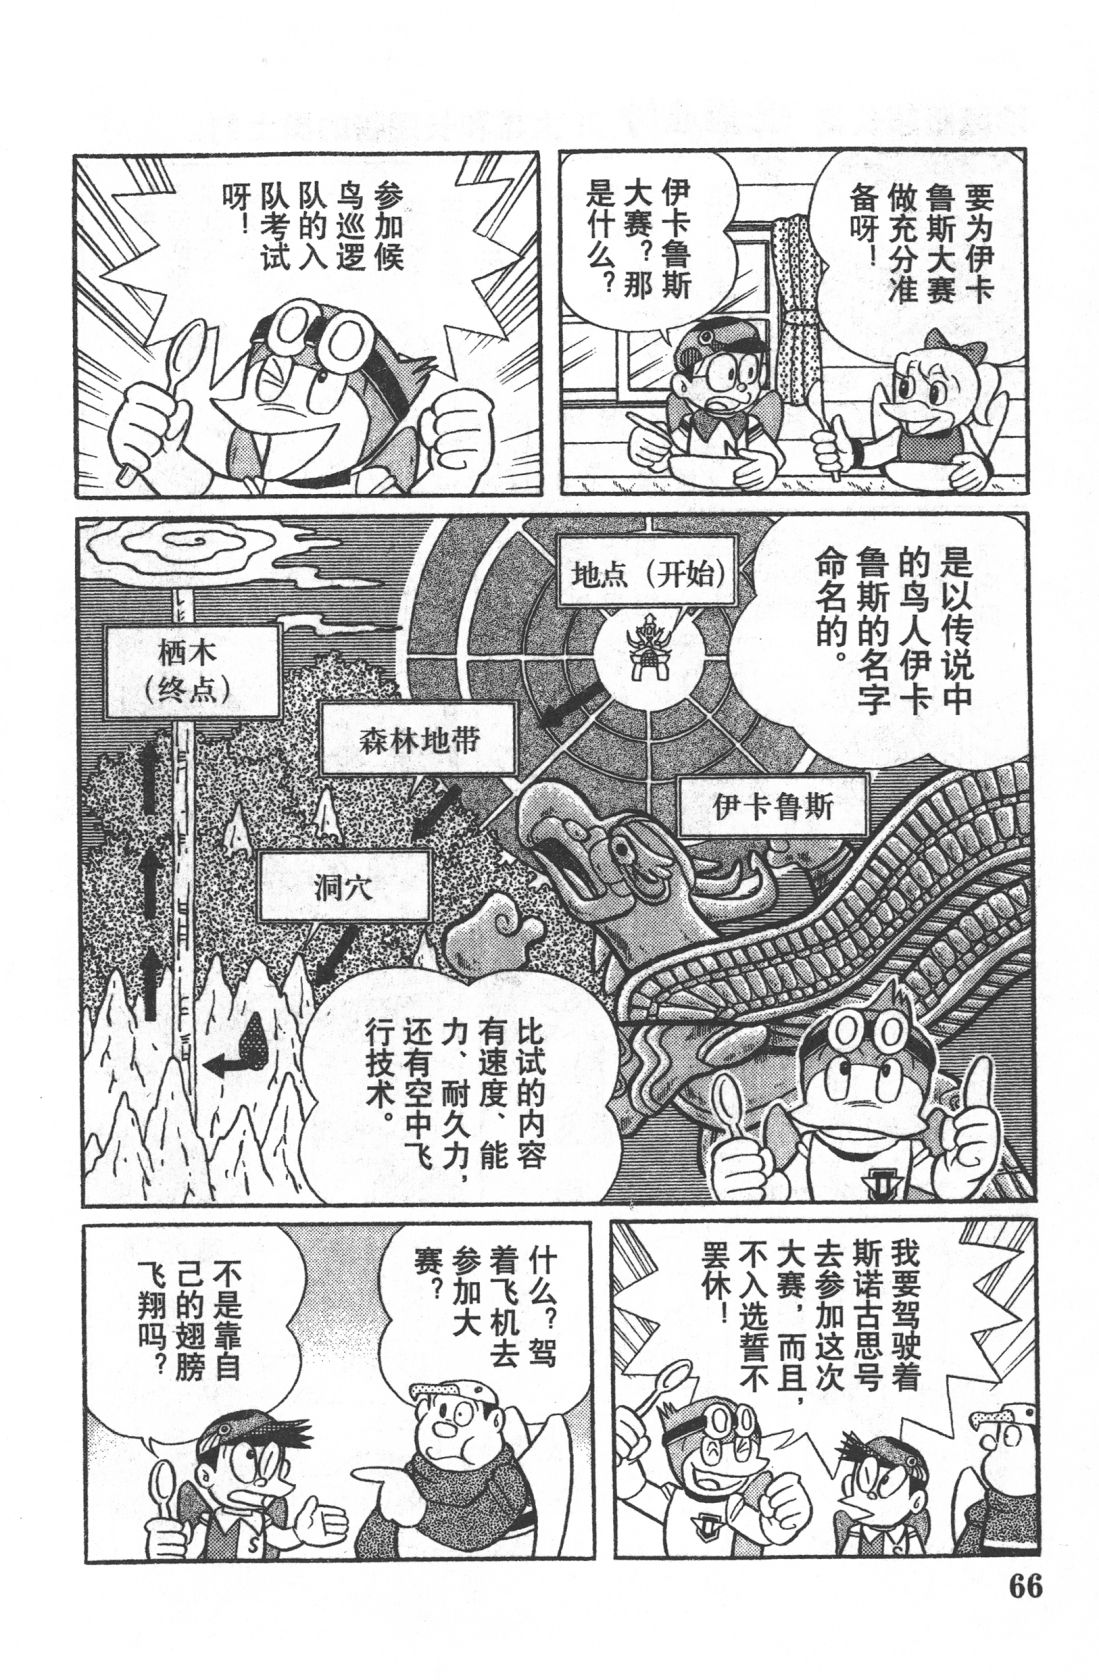 要为伊卡
鲁斯大赛
做充分准
备呀！
伊卡鲁斯
大赛？那
是什么？
参加候
鸟巡逻
队的入
队考试
呀！
是以传说中
的鸟人伊卡
鲁斯的名字
命名的。
地点（开始）
栖木
（终点）
森林地带
伊卡鲁斯
洞穴
比试的内容
有速度、能
力、耐久力，
还有空中飞
行技术。
我要驾驶着
斯诺古思号
去参加这次
大赛，而且，
不入选誓不
罢休！
什么？驾
着飞机去
参加大
赛？
不是靠自
己的翅膀
飞翔吗？
S
S
66